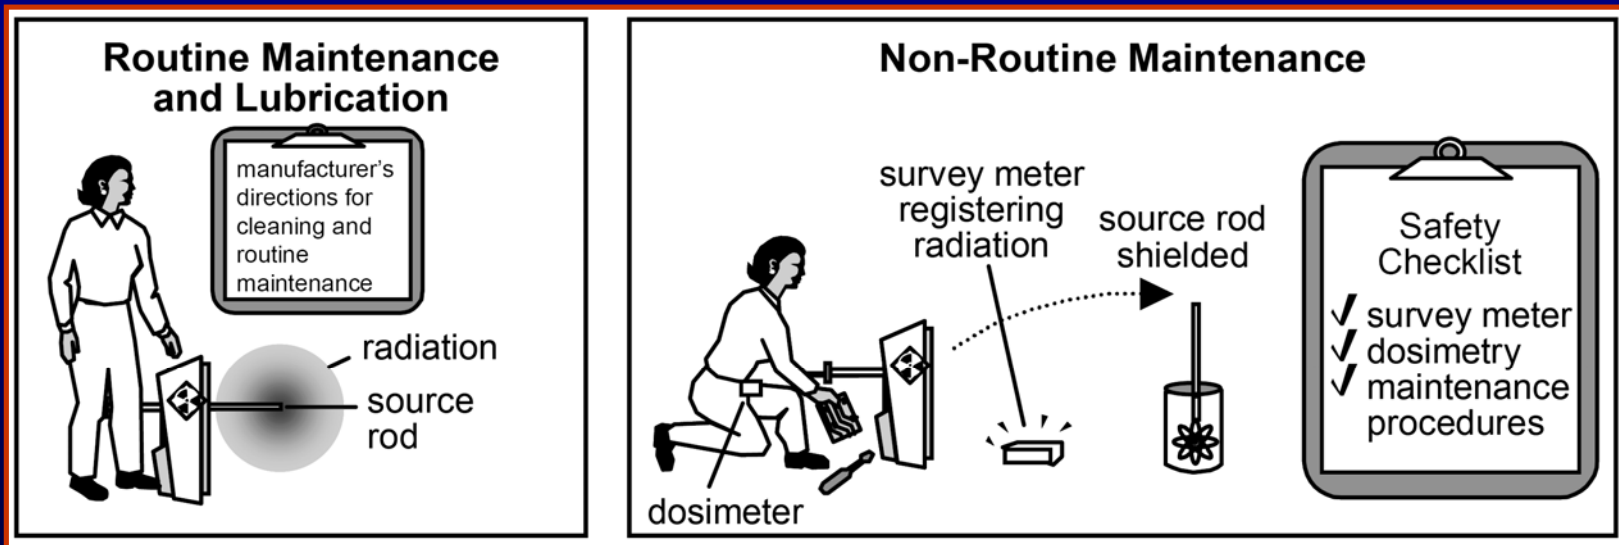 Routine Maintenance
and Lubrication
manufacturer's
directions for
cleaning and
routine
maintenance
radiation
source
rod
Non-Routine Maintenance
survey meter
registering
radiation
source rod
shielded
dosimeter
Safety
Checklist
✓ survey meter
✓ dosimetry
✓ maintenance
procedures